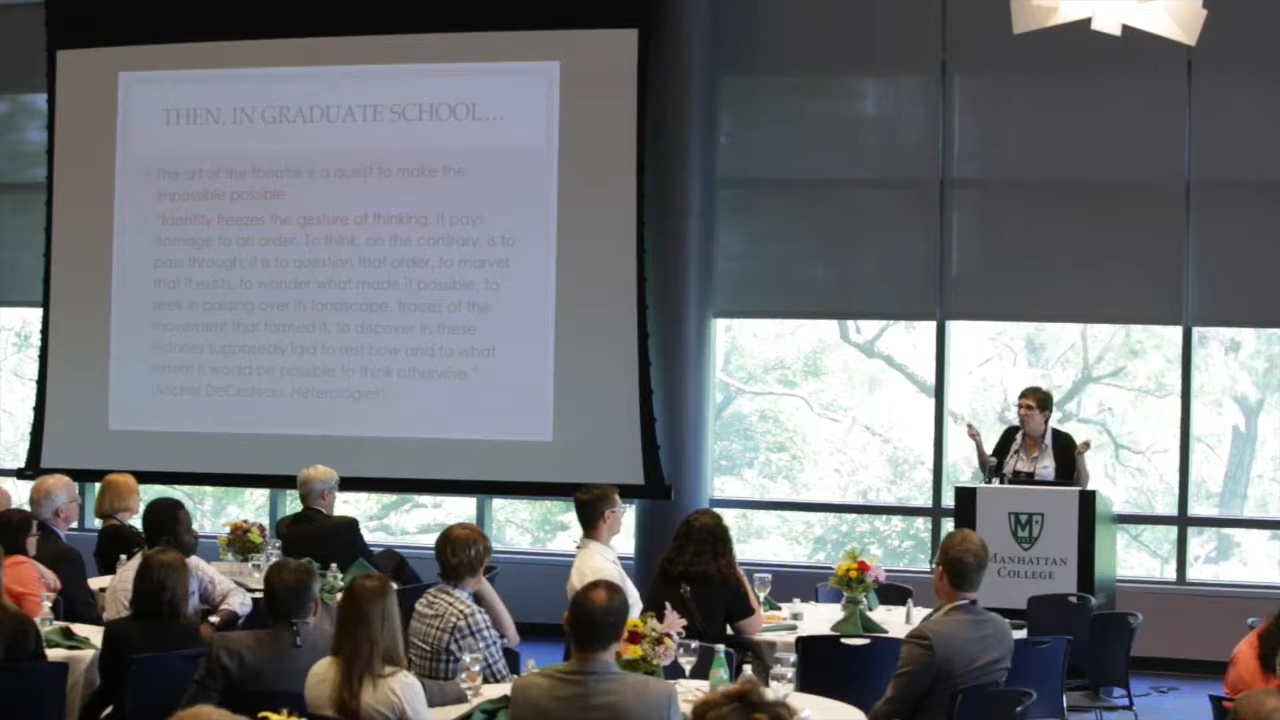 THEN, IN GRADUATE SCHOOL...
The art of the theatre is a quest to make the
impossible possible
"Identity freezes the gesture of thinking. It pays
homage to an order. To think, on the contrary, is to
pass through; it is to question that order, to marvel
that it exists, to wonder what made it possible, to
seek in passing over its landscape, traces of the
movement that formed it, to discover in these
histories supposedly laid to rest how and to what
extent it would be possible to think otherwise."
(Michel DeCerteau, Heterologies)
M
MANHATTAN
COLLEGE